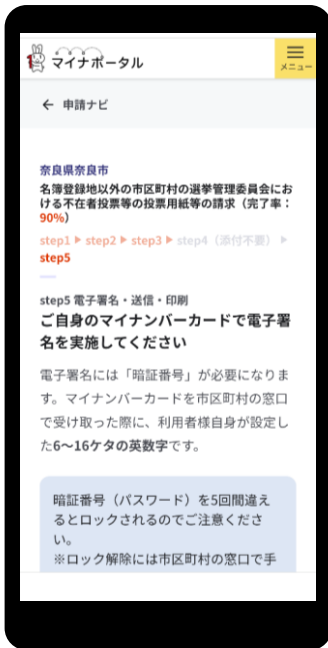 マイナポータル
メニュー
← 申請ナビ
奈良県奈良市
名簿登録地以外の市区町村の選挙管理委員会にお
ける不在者投票等の投票用紙等の請求（完了率：
90%）
step1 ▶ step2 ▶ step3 ▶ step4（添付不要） ▶
step5
step5 電子署名・送信・印刷
ご自身のマイナンバーカードで電子署
名を実施してください
電子署名には「暗証番号」が必要になりま
す。マイナンバーカードを市区町村の窓口
で受け取った際に、利用者様自身が設定し
た6〜16ケタの英数字です。
暗証番号（パスワード）を5回間違え
るとロックされるのでご注意くださ
い。
※ロック解除には市区町村の窓口で手